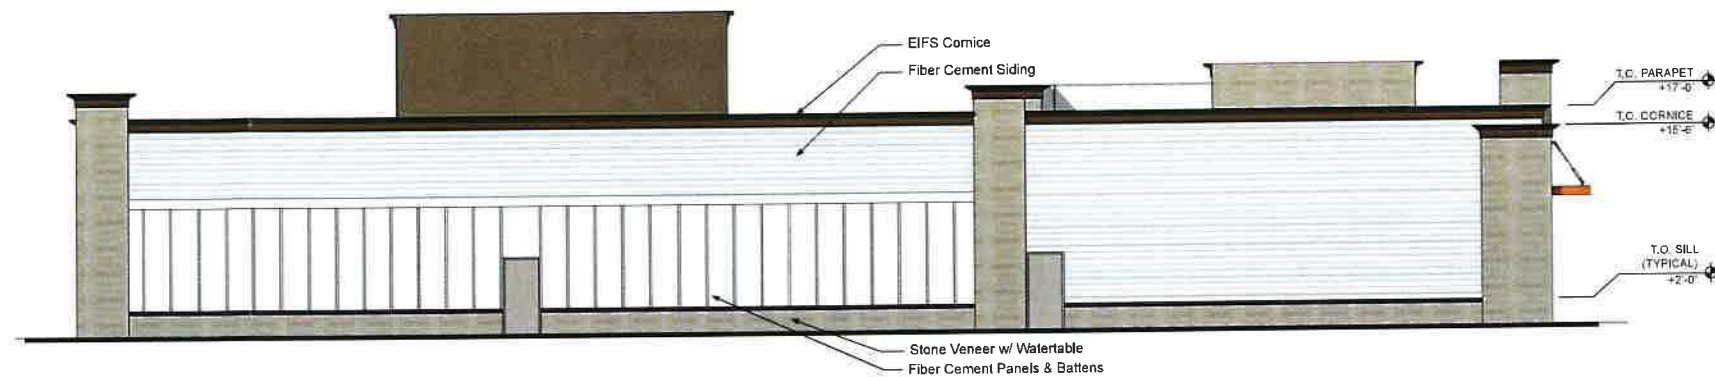 EIFS Cornice
Fiber Cement Siding
T.O. PARAPET
+17'-0"
T.O. CORNICE
+15'-6"
T.O. SILL
(TYPICAL)
+2'-0"
Stone Veneer w/ Watertable
Fiber Cement Panels & Battens